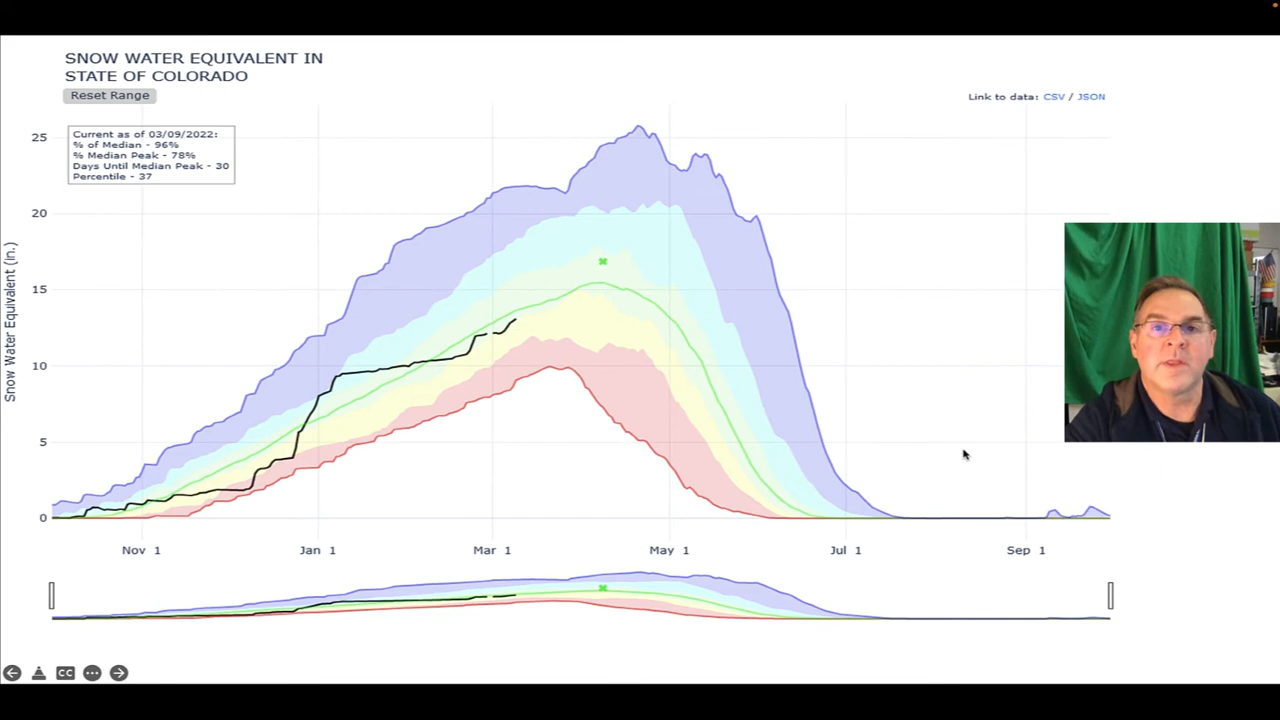 SNOW WATER EQUIVALENT IN
STATE OF COLORADO
Reset Range
Link to data: CSV / JSON
Current as of 03/09/2022:
% of Median - 96%
% Median Peak - 78%
Days Until Median Peak - 30
Percentile - 37
Snow Water Equivalent (in.)
25
20
15
10
5
0
Nov 1
Jan 1
Mar 1
May 1
Jul 1
Sep 1
CC